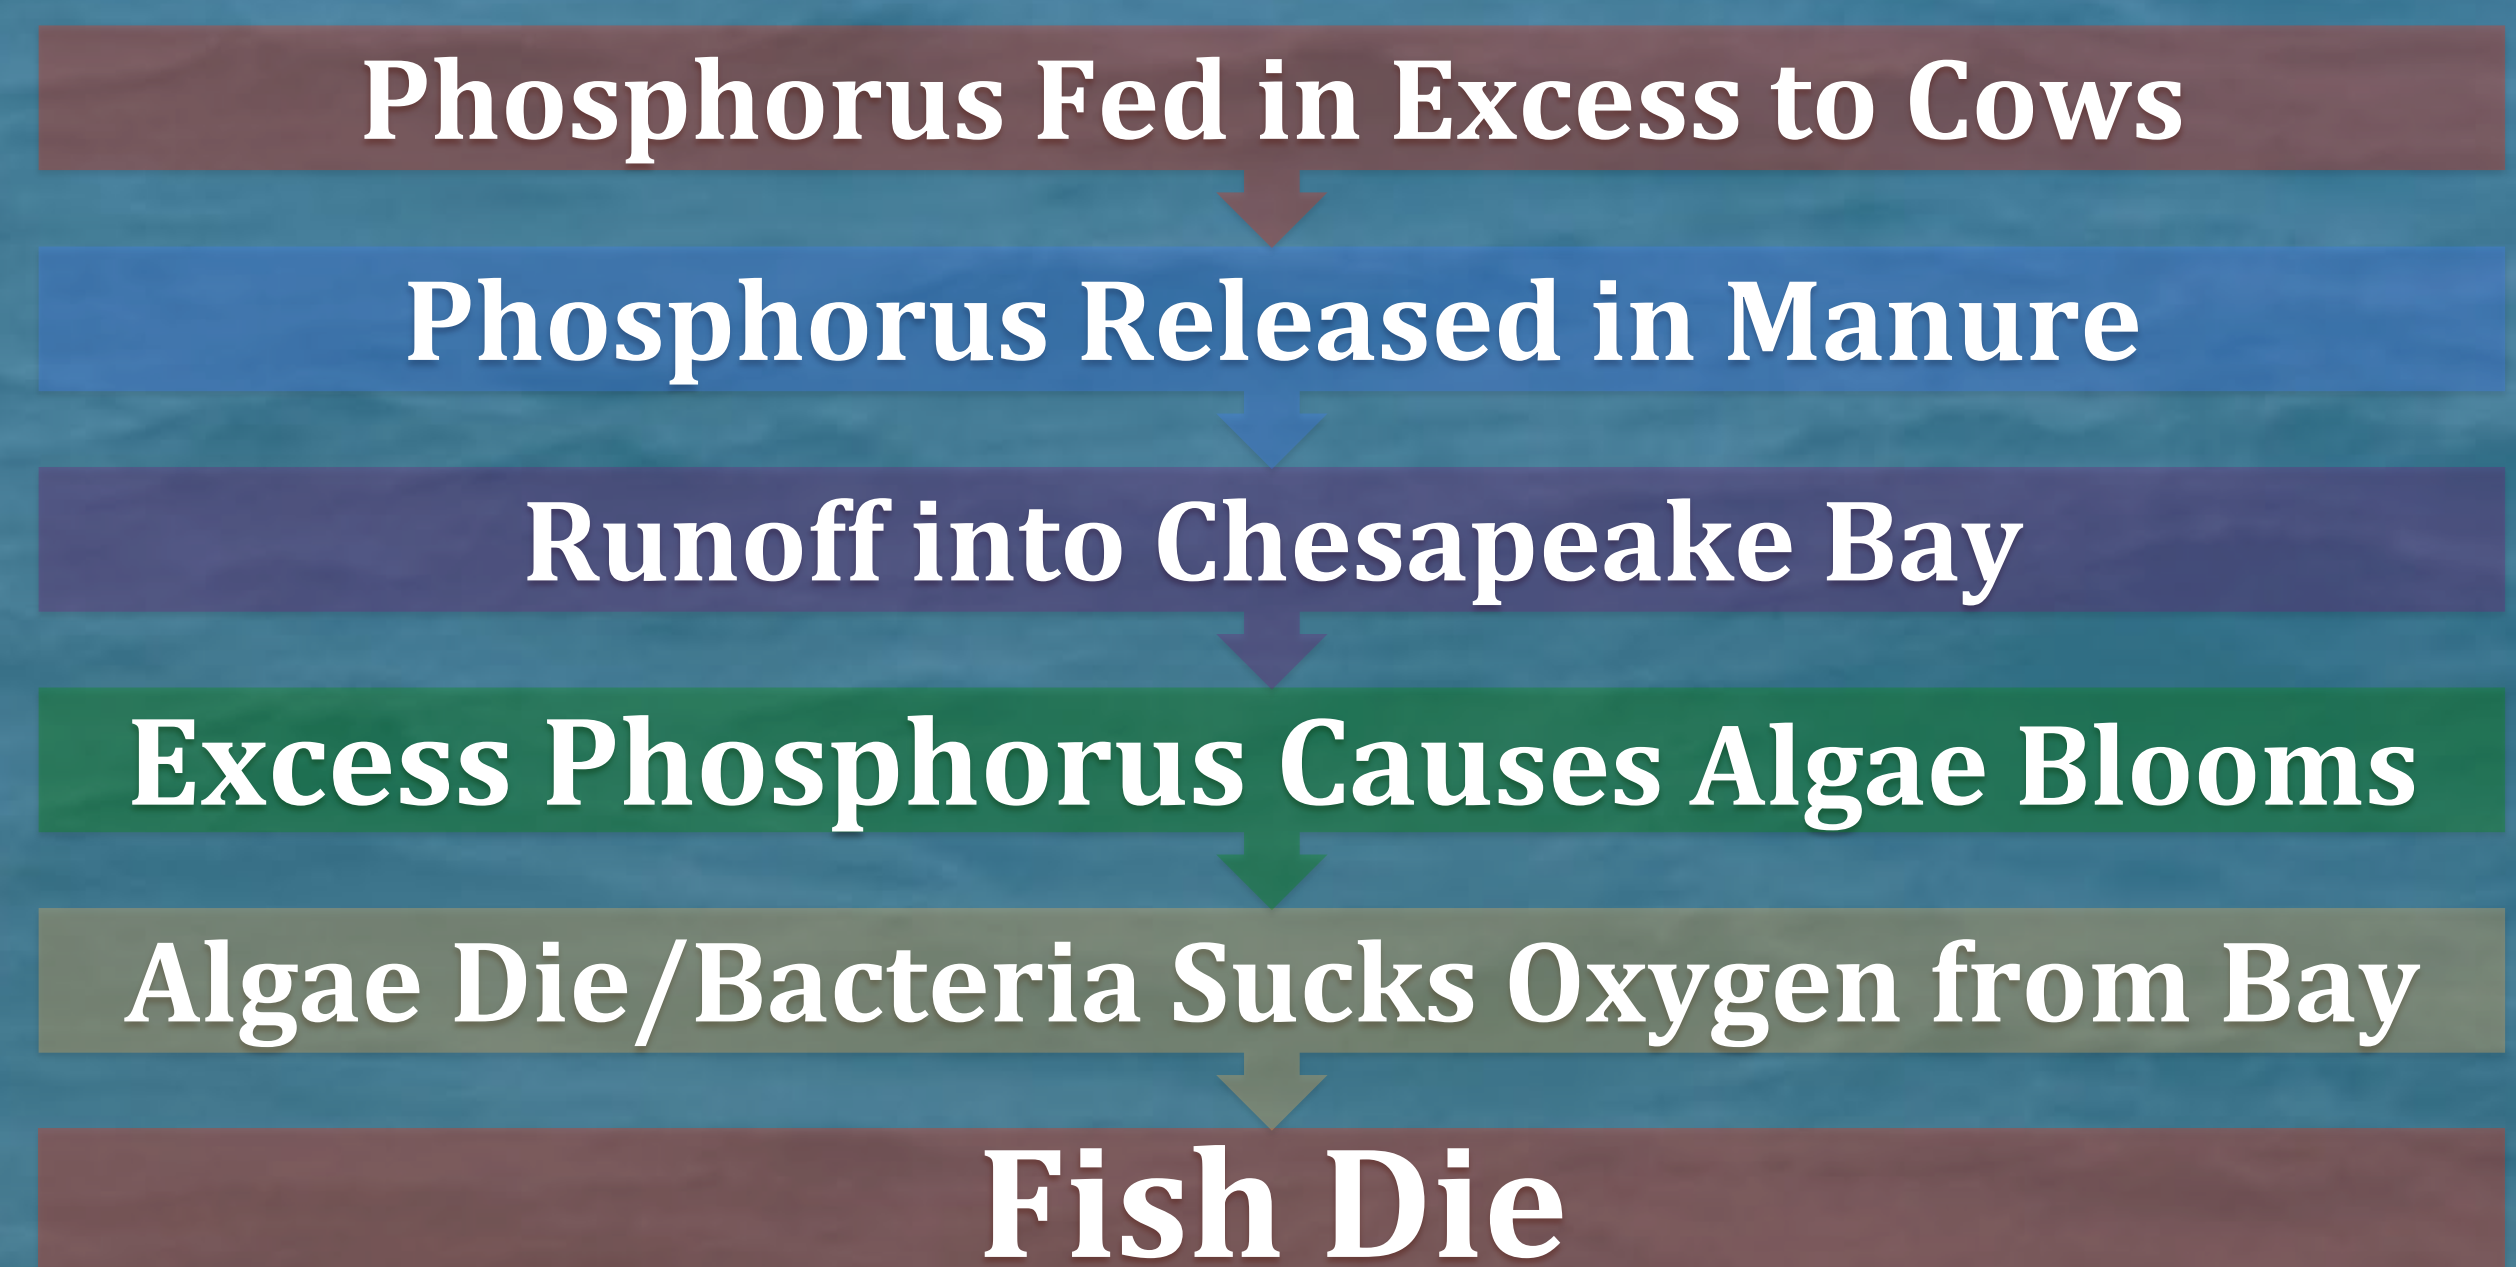 Phosphorus Fed in Excess to Cows
Phosphorus Released in Manure
Runoff into Chesapeake Bay
Excess Phosphorus Causes Algae Blooms
Algae Die/Bacteria Sucks Oxygen from Bay
Fish Die